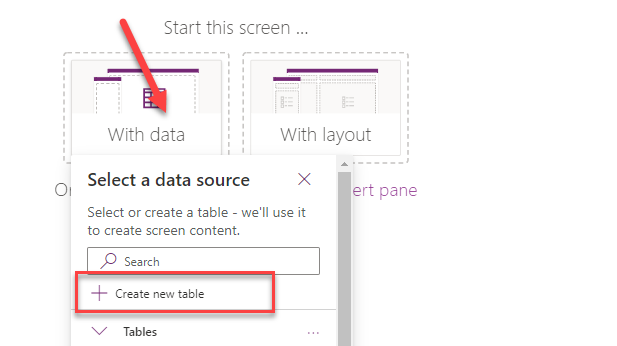 Start this screen ...
With data
With layout
Or
ert pane
Select a data source
Select or create a table - we'll use it
to create screen content.
Search
Create new table
Tables
...